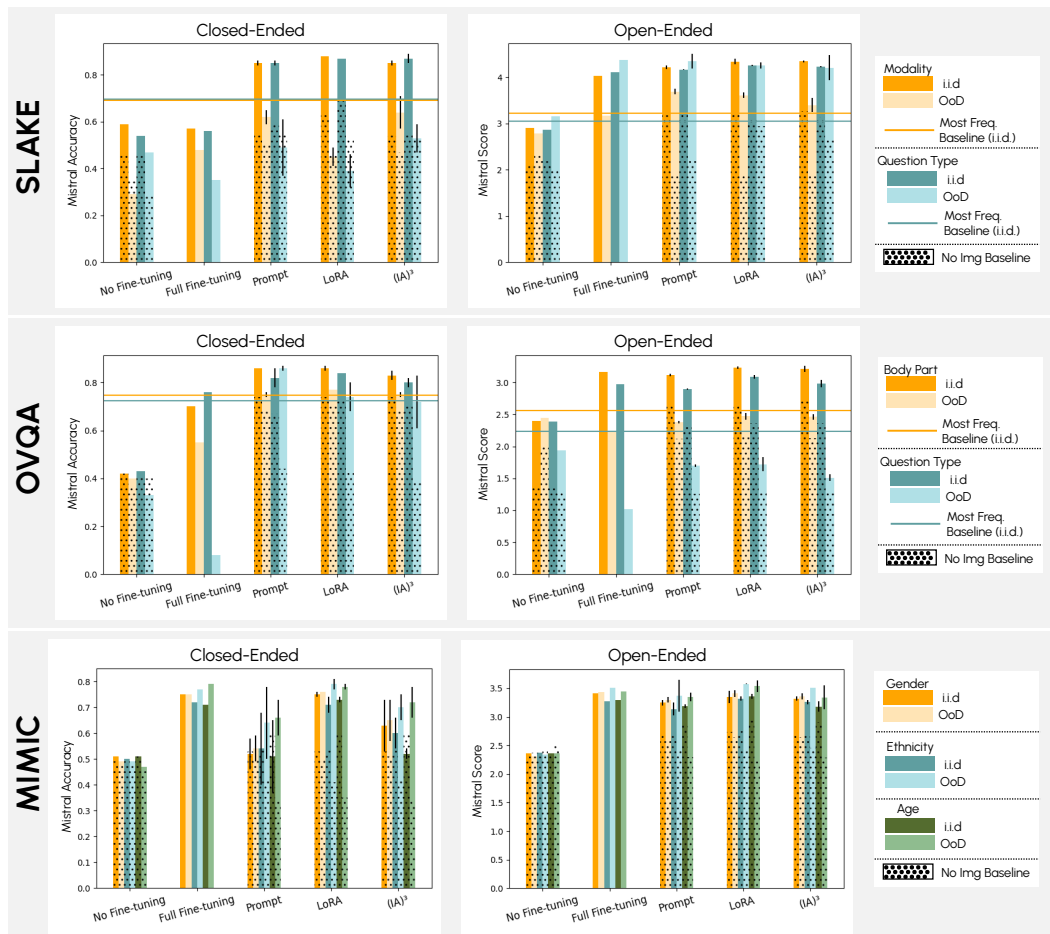 SLAKE
Closed-Ended
Mistral Accuracy
0.8
0.6
0.4
0.2
0.0
No Fine-tuning
Full Fine-tuning
Prompt
LoRA
(IA)³
Open-Ended
Mistral Score
4
3
2
1
0
No Fine-tuning
Full Fine-tuning
Prompt
LoRA
(IA)³
Modality
i.i.d
OoD
Most Freq.
Baseline (i.i.d.)
Question Type
i.i.d
OoD
Most Freq.
Baseline (i.i.d.)
No Img Baseline
OVQA
Closed-Ended
Mistral Accuracy
0.8
0.6
0.4
0.2
0.0
No Fine-tuning
Full Fine-tuning
Prompt
LoRA
(IA)³
Open-Ended
Mistral Score
3.0
2.5
2.0
1.5
1.0
0.5
0.0
No Fine-tuning
Full Fine-tuning
Prompt
LoRA
(IA)³
Body Part
i.i.d
OoD
Most Freq.
Baseline (i.i.d.)
Question Type
i.i.d
OoD
Most Freq.
Baseline (i.i.d.)
No Img Baseline
MIMIC
Closed-Ended
Mistral Accuracy
0.8
0.7
0.6
0.5
0.4
0.3
0.2
0.1
0.0
No Fine-tuning
Full Fine-tuning
Prompt
LoRA
(IA)³
Open-Ended
Mistral Score
3.5
3.0
2.5
2.0
1.5
1.0
0.5
0.0
No Fine-tuning
Full Fine-tuning
Prompt
LoRA
(IA)³
Gender
i.i.d
OoD
Ethnicity
i.i.d
OoD
Age
i.i.d
OoD
No Img Baseline